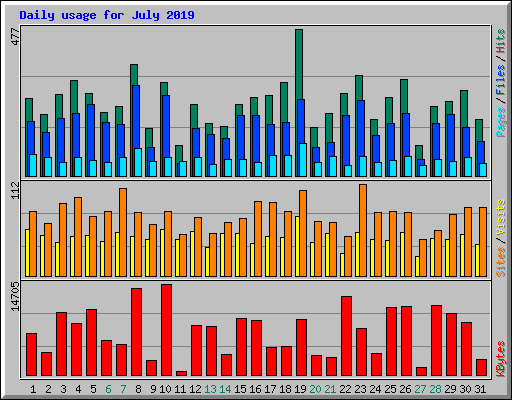 Daily usage for July 2019
477
Pages / Files / Hits
112
Sites / Visits
14705
KBytes
1 2 3 4 5 6 7 8 9 10 11 12 13 14 15 16 17 18 19 20 21 22 23 24 25 26 27 28 29 30 31